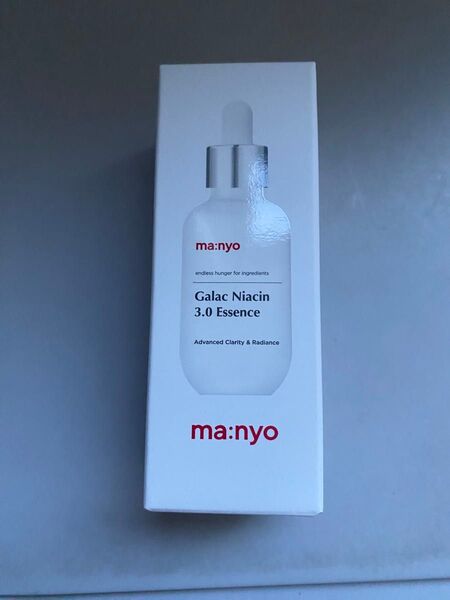 ma:nyo
endless hunger for ingredients
Galac Niacin
3.0 Essence
Advanced Clarity & Radiance
ma:nyo